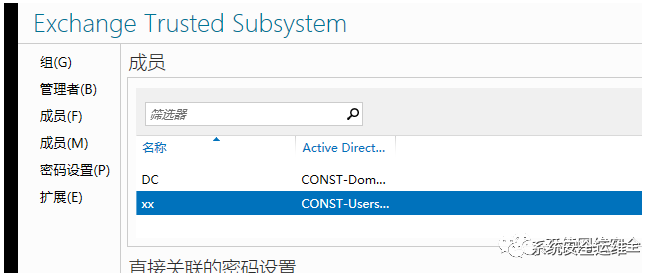 Exchange Trusted Subsystem
组(G)
管理者(B)
成员(F)
成员(M)
密码设置(P)
扩展(E)
成员
筛选器
名称 Active Direct...
DC CONST-Dom...
xx CONST-Users...
直接关联的密码设置
系统安全运维